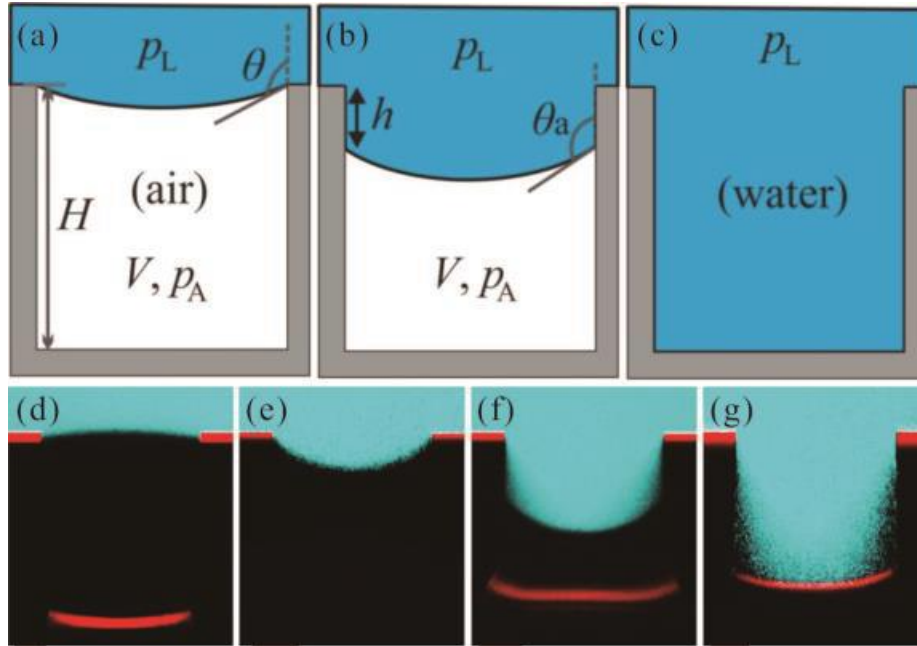 (a) p_L θ
H (air)
V, p_A
(b) p_L
h θa
V, p_A
(c) p_L
(water)
(d)
(e)
(f)
(g)